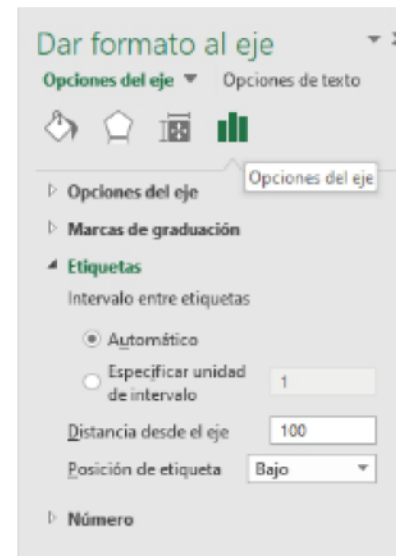 Dar formato al eje
Opciones del eje Opciones de texto
Opciones del eje
Opciones del eje
Marcas de graduación
Etiquetas
Intervalo entre etiquetas
Automático
Especificar unidad
de intervalo 1
Distancia desde el eje 100
Posición de etiqueta Bajo
Número